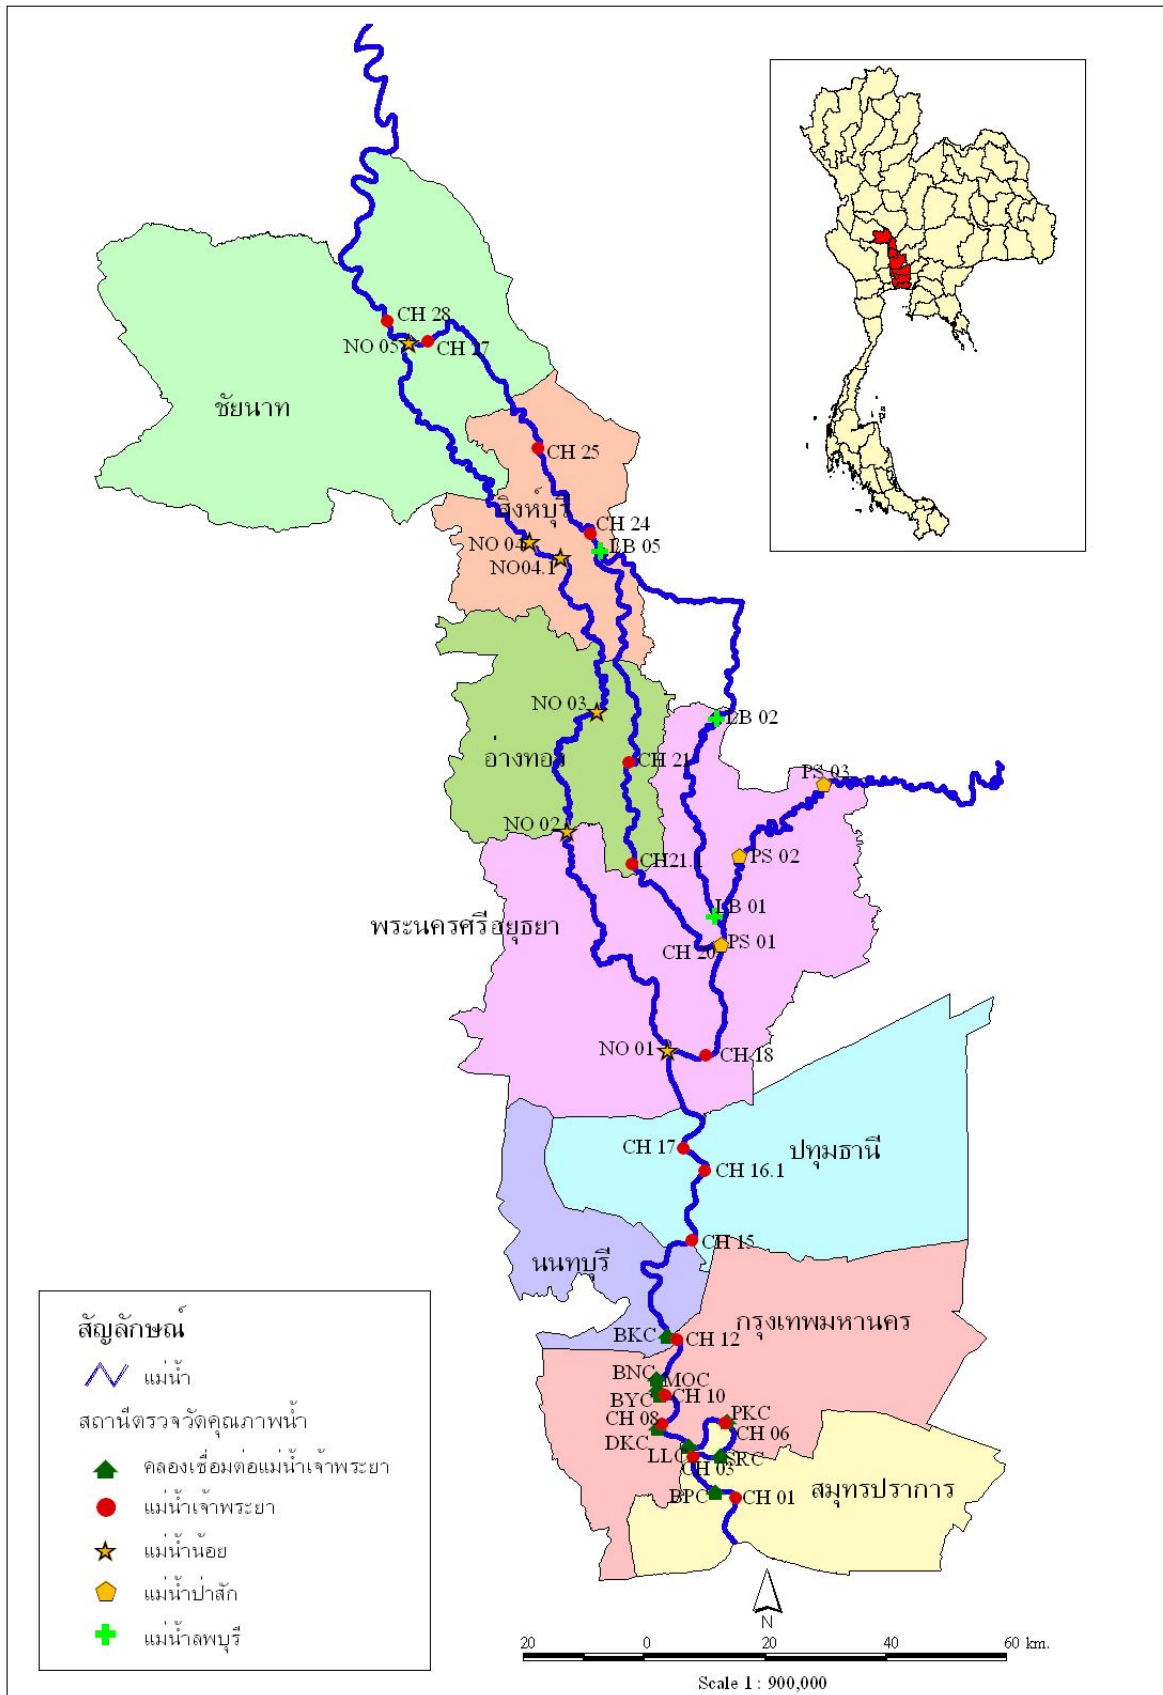 CH 28
NO 05
CH 27
ชัยนาท
CH 25
สิงห์บุรี
CH 24
NO 04
LB 05
NO04.1
NO 03
LB 02
อ่างทอง
CH 21
PS 03
NO 02
CH21.1
PS 02
LB 01
พระนครศรีอยุธยา
PS 01
CH 20
NO 01
CH 18
CH 17
ปทุมธานี
CH 16.1
CH 15
นนทบุรี
กรุงเทพมหานคร
BKC
CH 12
BNC
MOC
BYC
CH 10
CH 08
PKC
DKC
CH 06
LLC
SRC
CH 03
BPC
CH 01
สมุทรปราการ
สัญลักษณ์
แม่น้ำ
สถานีตรวจวัดคุณภาพน้ำ
คลองเชื่อมต่อแม่น้ำเจ้าพระยา
แม่น้ำเจ้าพระยา
แม่น้ำน้อย
แม่น้ำป่าสัก
แม่น้ำลพบุรี
N
20 0 20 40 60 km.
Scale 1 : 900,000